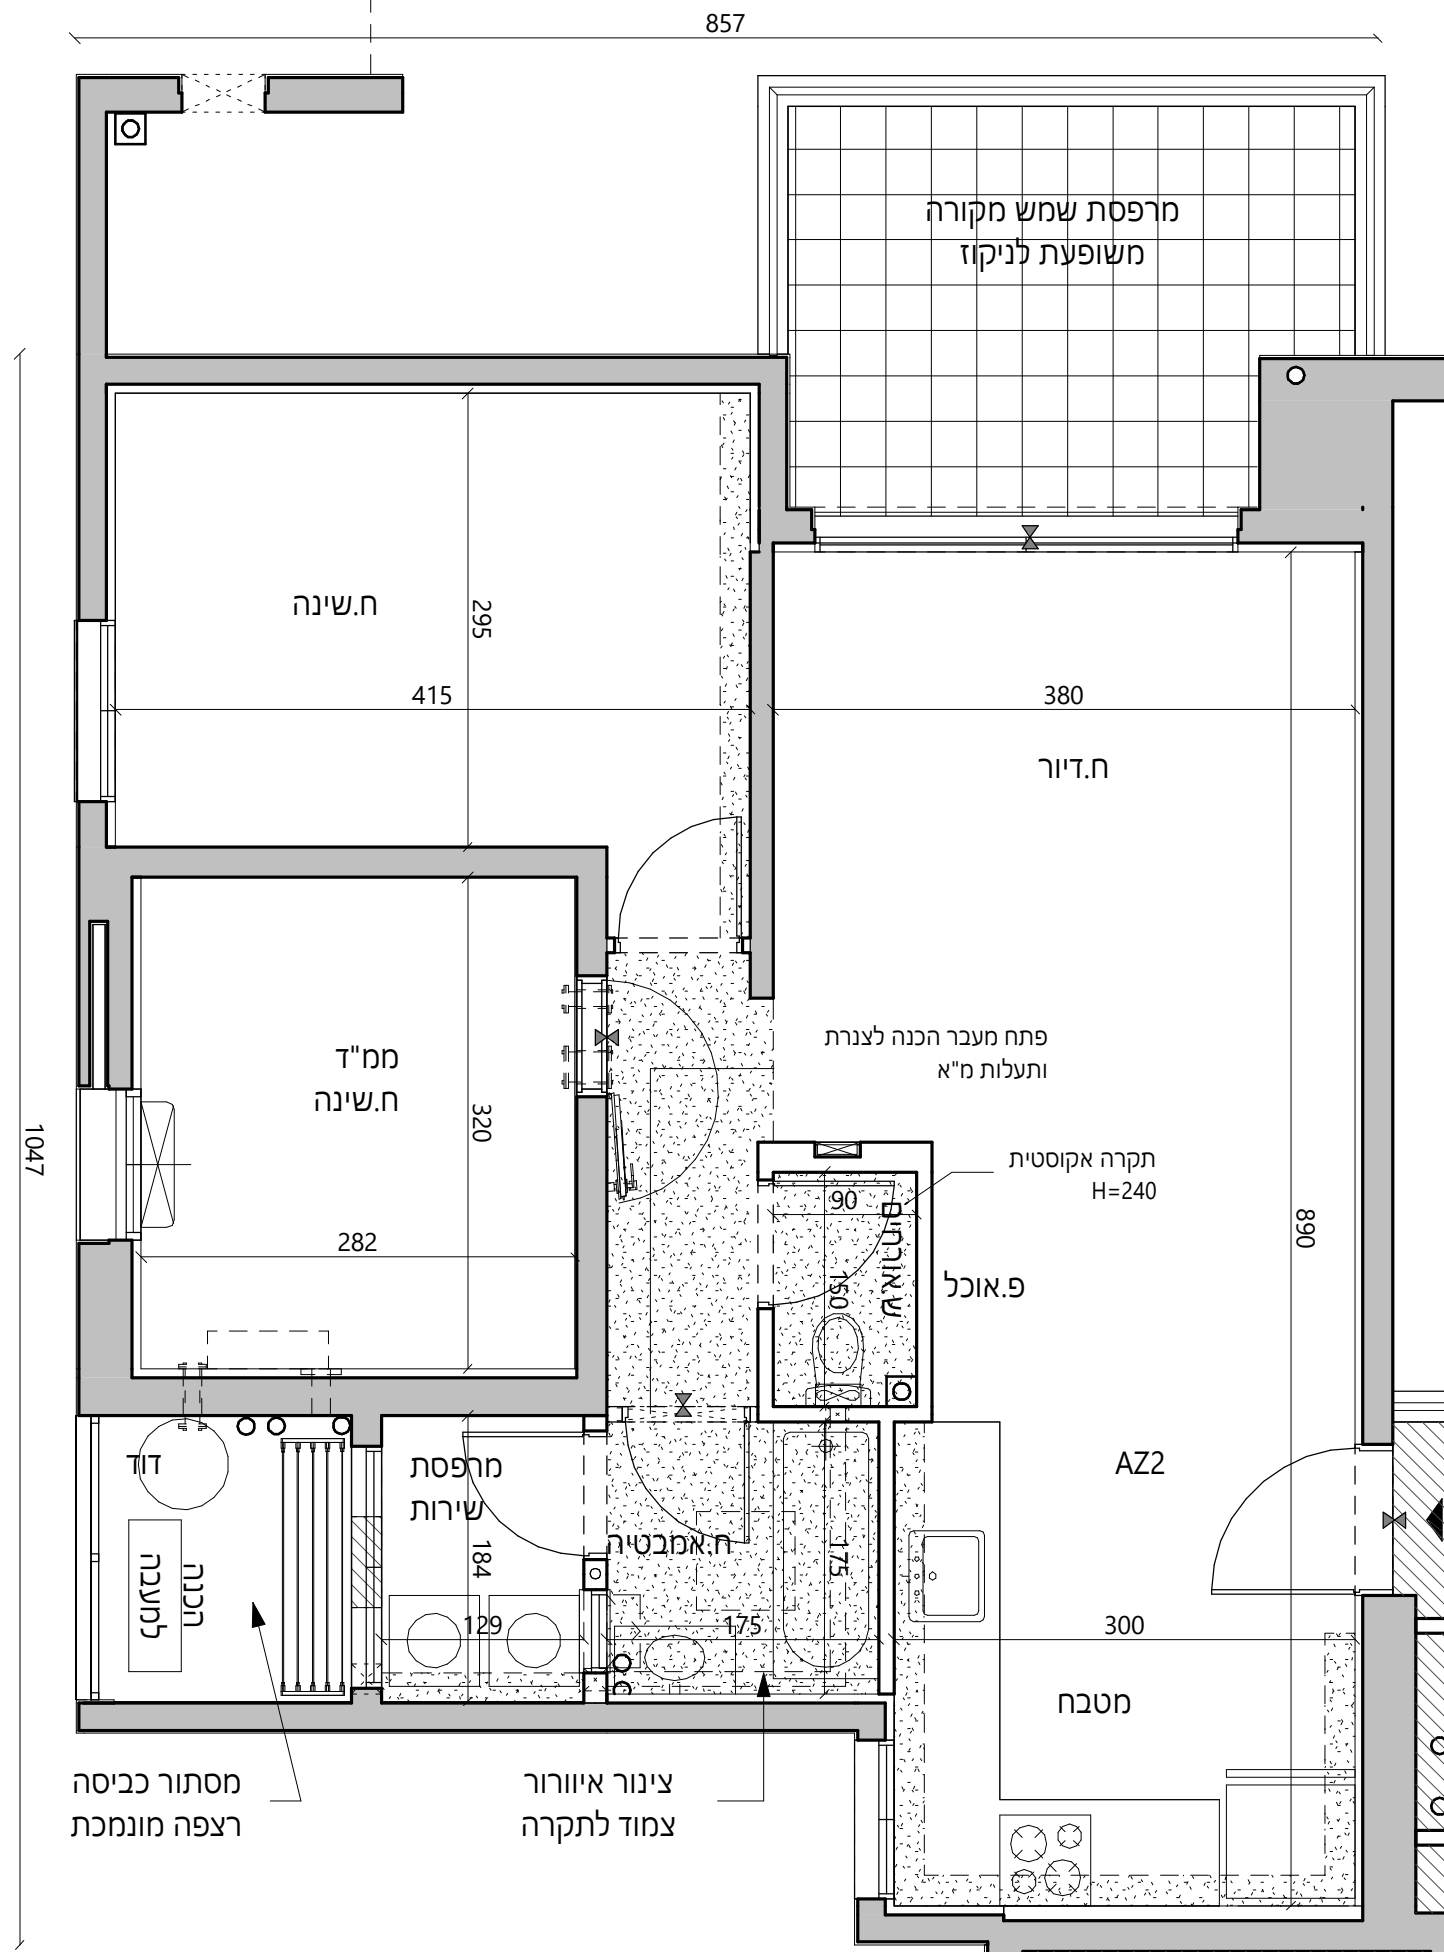 857
מרפסת שמש מקורה
משופעת לניקוז
ח.שינה
295
415
380
ח.דיור
ממ"ד
ח.שינה
320
282
1047
פתח מעבר הכנה לצנרת
ותעלות מ"א
תקרה אקוסטית
H=240
90
150
ש.אורחים
פ.אוכל
890
AZ2
דוד
הכנה
למעבה
מרפסת
שירות
184
129
ח.אמבטיה
175
175
300
מטבח
מסתור כביסה
רצפה מונמכת
צינור איוורור
צמוד לתקרה